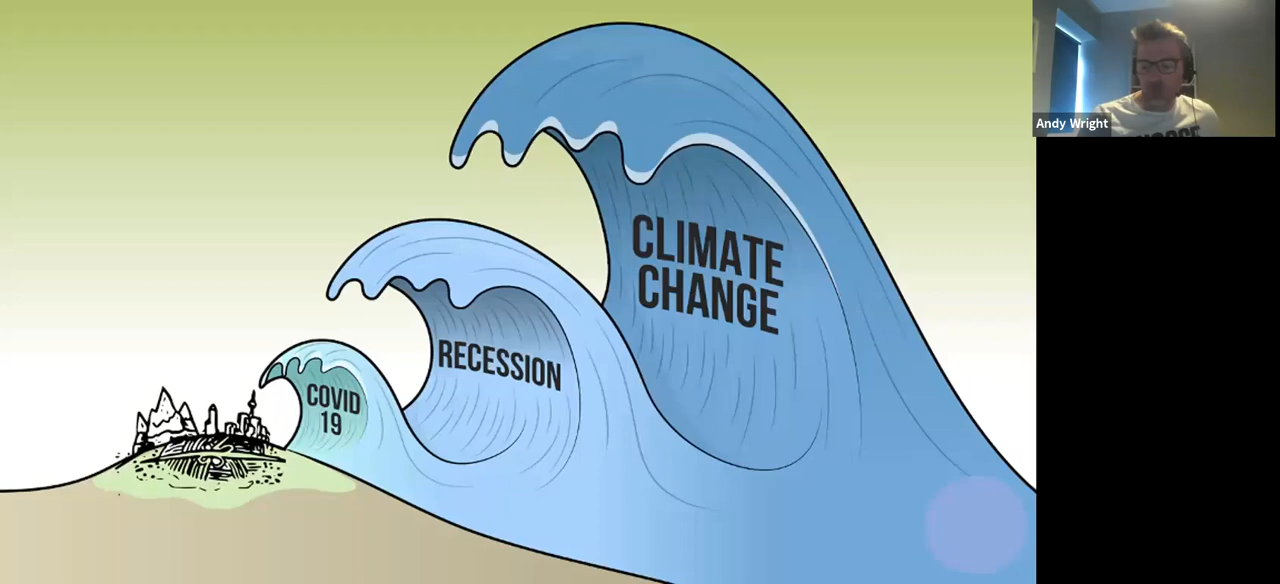 CLIMATE
CHANGE
RECESSION
COVID
19
Andy Wright